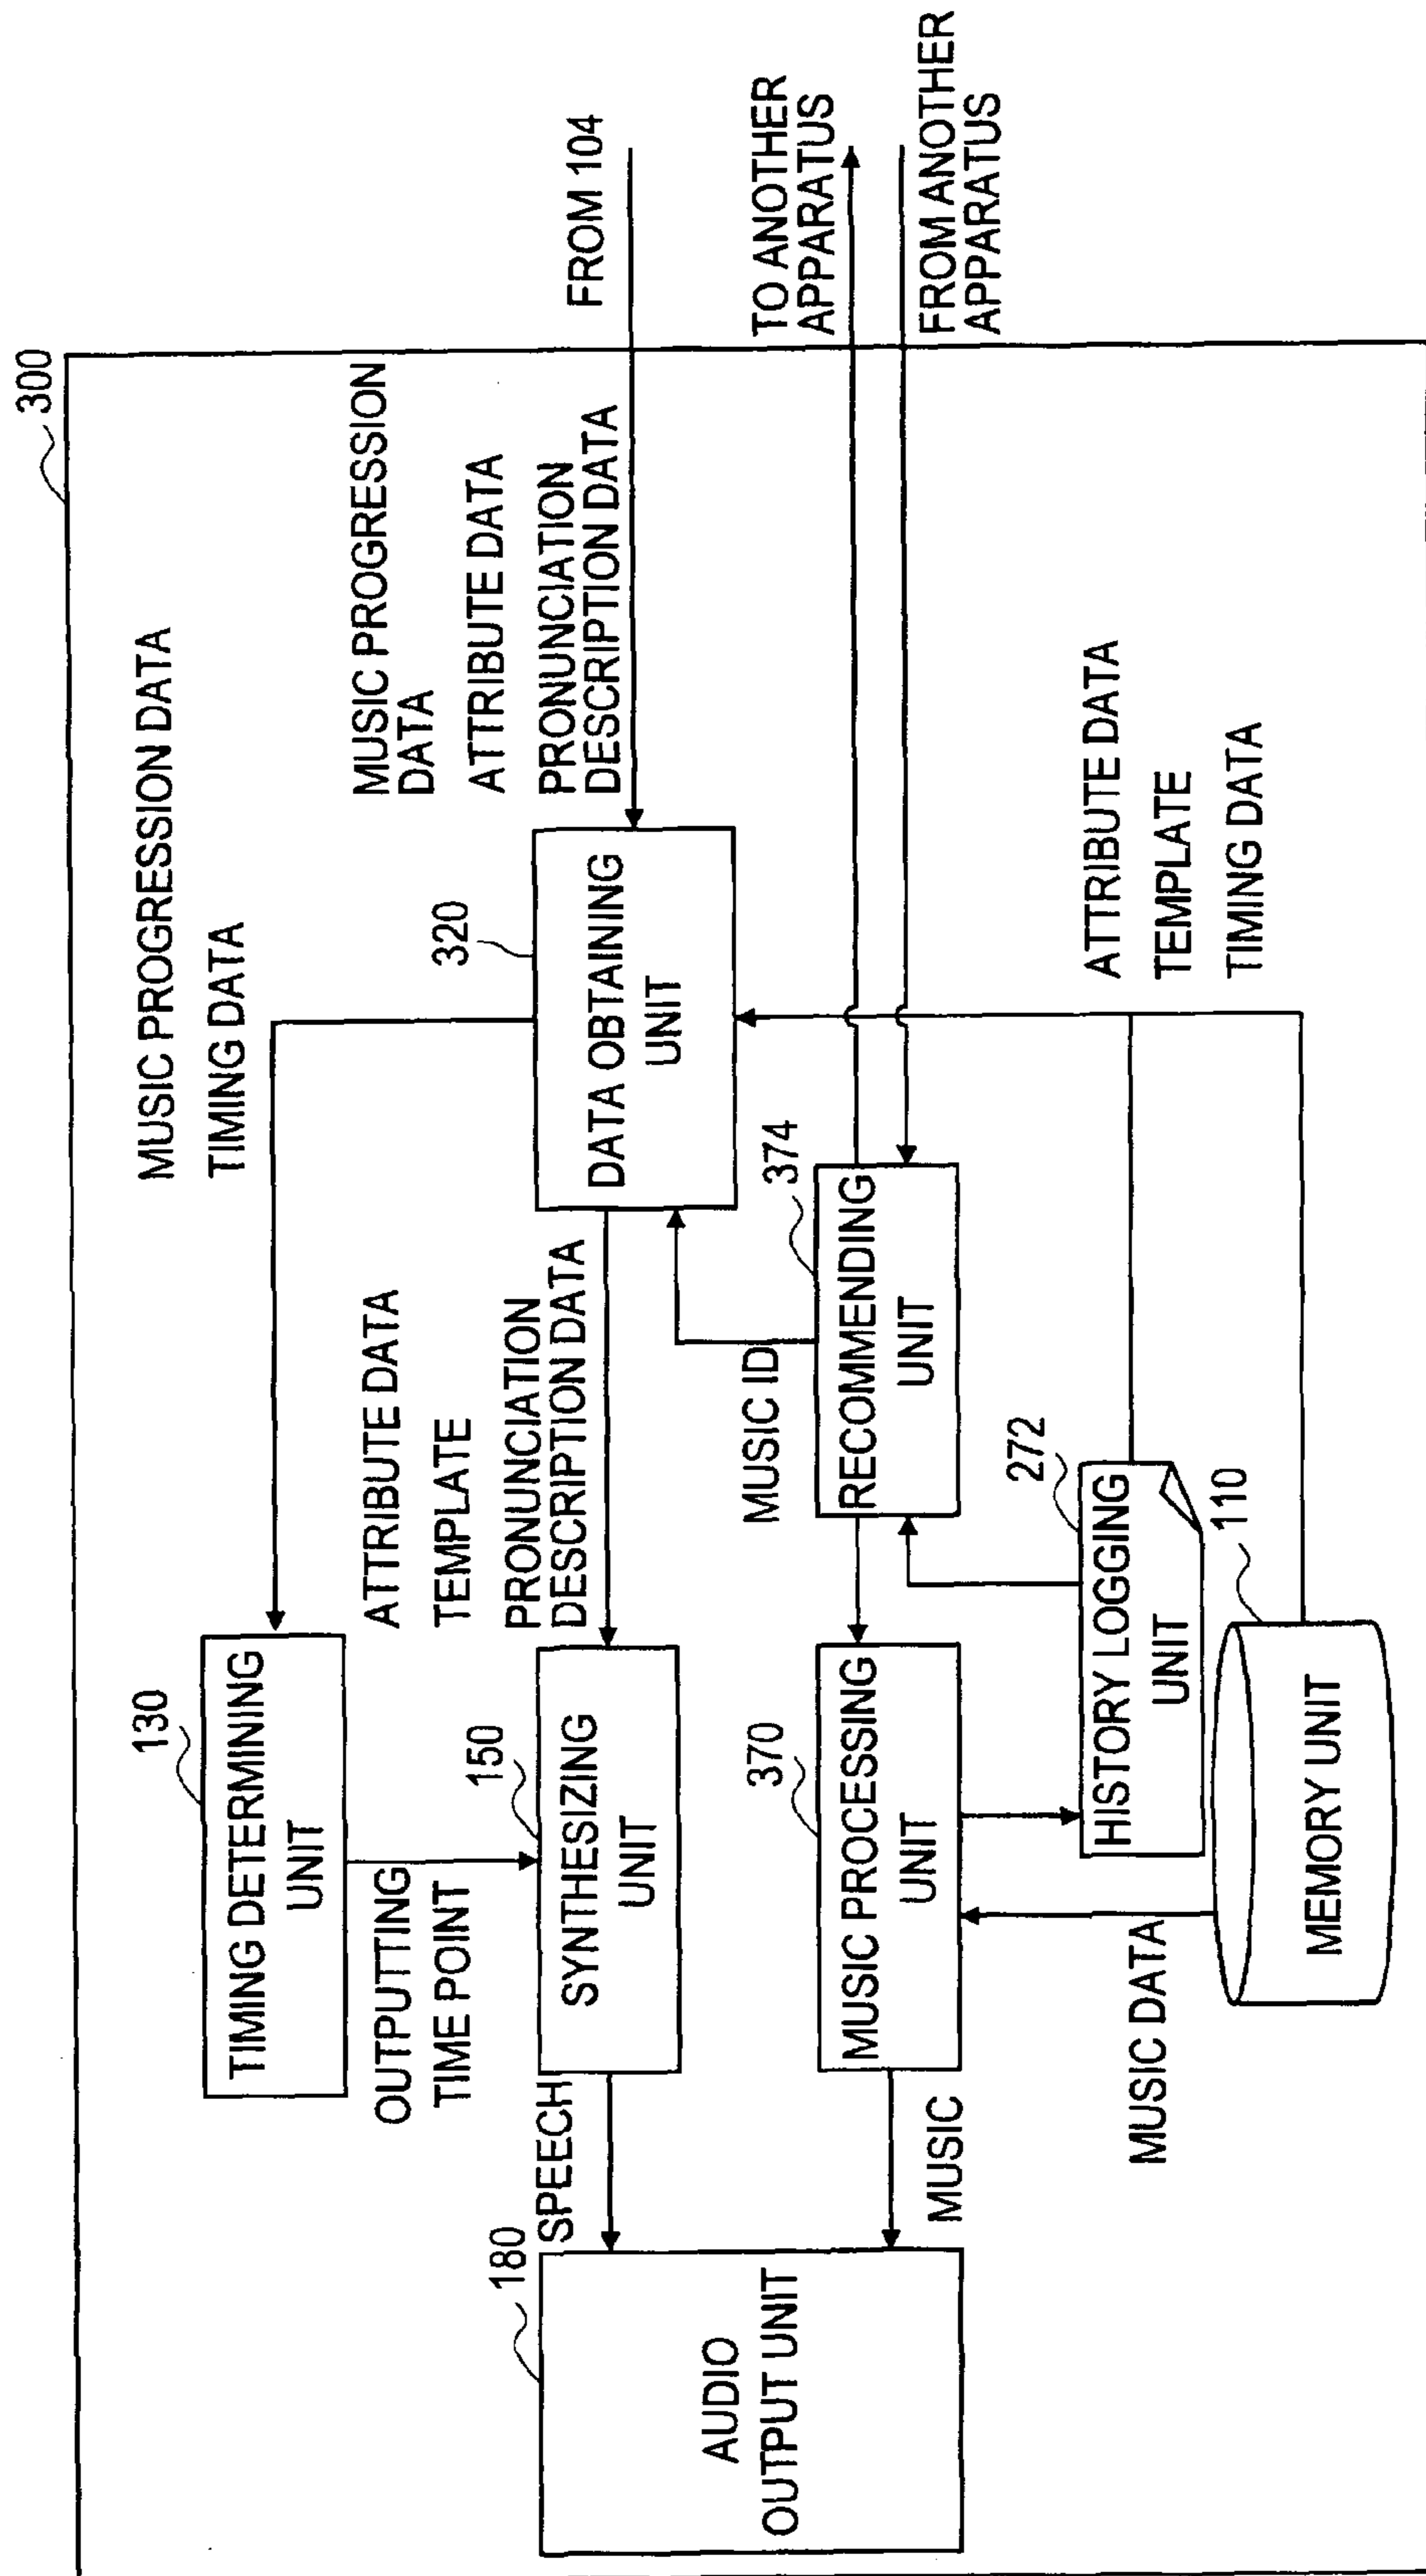 300
MUSIC PROGRESSION DATA
TIMING DATA
130
TIMING DETERMINING
UNIT
OUTPUTTING
TIME POINT
ATTRIBUTE DATA
TEMPLATE
PRONUNCIATION
DESCRIPTION DATA
320
DATA OBTAINING
UNIT
MUSIC PROGRESSION
DATA
ATTRIBUTE DATA
PRONUNCIATION
DESCRIPTION DATA
FROM 104
180
AUDIO
OUTPUT UNIT
SPEECH
150
SYNTHESIZING
UNIT
MUSIC ID
374
RECOMMENDING
UNIT
TO ANOTHER
APPARATUS
FROM ANOTHER
APPARATUS
370
MUSIC PROCESSING
UNIT
MUSIC
272
HISTORY LOGGING
UNIT
ATTRIBUTE DATA
TEMPLATE
TIMING DATA
MUSIC DATA
110
MEMORY UNIT